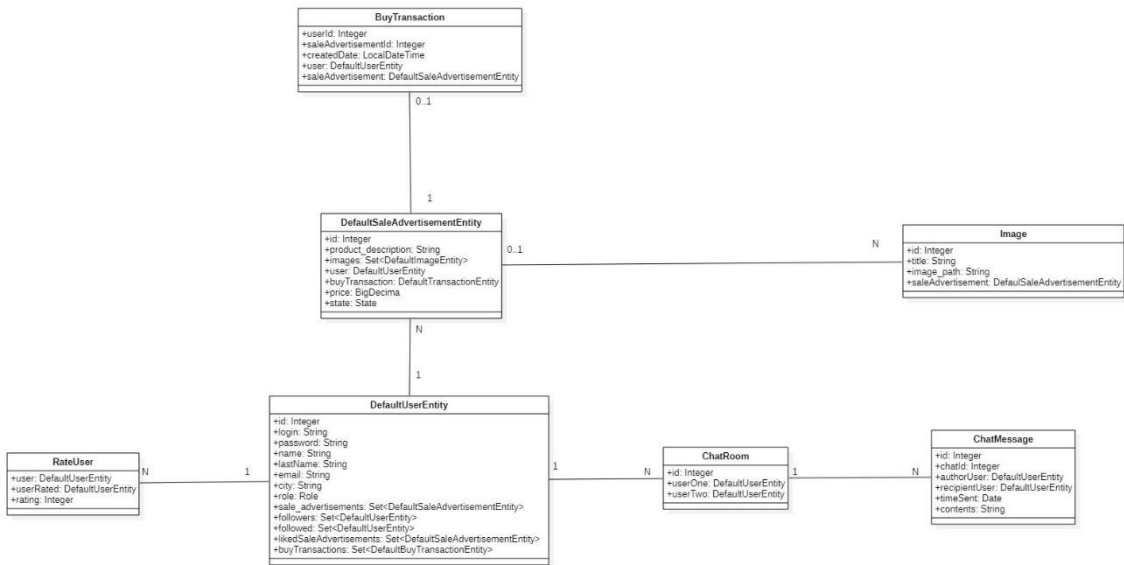 BuyTransaction
+userId: Integer
+saleAdvertisementId: Integer
+createdDate: LocalDateTime
+user: DefaultUserEntity
+saleAdvertisement: DefaultSaleAdvertisementEntity
0..1
1
DefaultSaleAdvertisementEntity
+id: Integer
+product_description: String
+images: Set<DefaultImageEntity>
+user: DefaultUserEntity
+buyTransaction: DefaultTransactionEntity
+price: BigDecima
+state: State
0..1
N
Image
+id: Integer
+title: String
+image_path: String
+saleAdvertisement: DefaulSaleAdvertisementEntity
N
1
DefaultUserEntity
+id: Integer
+login: String
+password: String
+name: String
+lastName: String
+email: String
+city: String
+role: Role
+sale_advertisements: Set<DefaultSaleAdvertisementEntity>
+followers: Set<DefaultUserEntity>
+followed: Set<DefaultUserEntity>
+likedSaleAdvertisements: Set<DefaultSaleAdvertisementEntity>
+buyTransactions: Set<DefaultBuyTransactionEntity>
RateUser
+user: DefaultUserEntity
+userRated: DefaultUserEntity
+rating: Integer
N
1
1
N
ChatRoom
+id: Integer
+userOne: DefaultUserEntity
+userTwo: DefaultUserEntity
1
N
ChatMessage
+id: Integer
+chatId: Integer
+authorUser: DefaultUserEntity
+recipientUser: DefaultUserEntity
+timeSent: Date
+contents: String